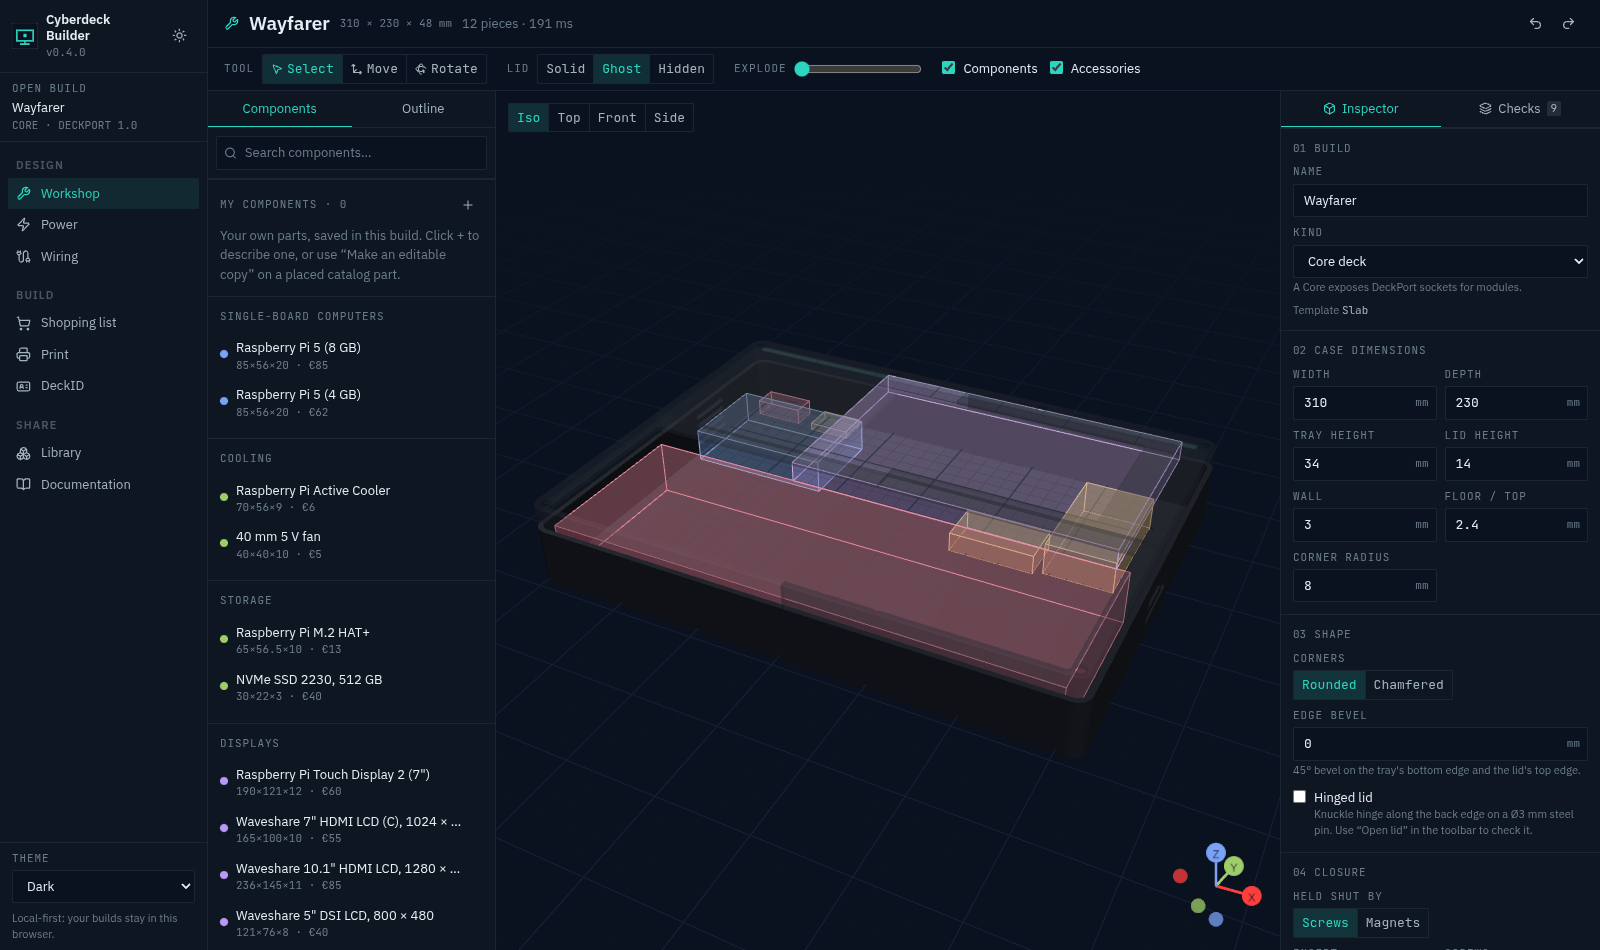 Cyberdeck
Builder
v0.4.0
OPEN BUILD
Wayfarer
CORE · DECKPORT 1.0
DESIGN
Workshop
Power
Wiring
BUILD
Shopping list
Print
DeckID
SHARE
Library
Documentation
THEME
Dark
Local-first: your builds stay in this
browser.
Wayfarer 310 × 230 × 48 mm 12 pieces · 191 ms
TOOL Select Move Rotate LID Solid Ghost Hidden EXPLODE Components Accessories
Components Outline
Search components...
MY COMPONENTS · 0 +
Your own parts, saved in this build. Click + to
describe one, or use “Make an editable
copy” on a placed catalog part.
SINGLE-BOARD COMPUTERS
Raspberry Pi 5 (8 GB)
85×56×20 · €85
Raspberry Pi 5 (4 GB)
85×56×20 · €62
COOLING
Raspberry Pi Active Cooler
70×56×9 · €6
40 mm 5 V fan
40×40×10 · €5
STORAGE
Raspberry Pi M.2 HAT+
65×56.5×10 · €13
NVMe SSD 2230, 512 GB
30×22×3 · €40
DISPLAYS
Raspberry Pi Touch Display 2 (7")
190×121×12 · €60
Waveshare 7" HDMI LCD (C), 1024 × ...
165×100×10 · €55
Waveshare 10.1" HDMI LCD, 1280 × ...
236×145×11 · €85
Waveshare 5" DSI LCD, 800 × 480
121×76×8 · €40
Iso Top Front Side
Z
Y
X
Inspector Checks 9
01 BUILD
NAME
Wayfarer
KIND
Core deck
A Core exposes DeckPort sockets for modules.
Template Slab
02 CASE DIMENSIONS
WIDTH DEPTH
310 mm 230 mm
TRAY HEIGHT LID HEIGHT
34 mm 14 mm
WALL FLOOR / TOP
3 mm 2.4 mm
CORNER RADIUS
8 mm
03 SHAPE
CORNERS
Rounded Chamfered
EDGE BEVEL
0 mm
45° bevel on the tray's bottom edge and the lid's top edge.
Hinged lid
Knuckle hinge along the back edge on a Ø3 mm steel
pin. Use “Open lid” in the toolbar to check it.
04 CLOSURE
HELD SHUT BY
Screws Magnets